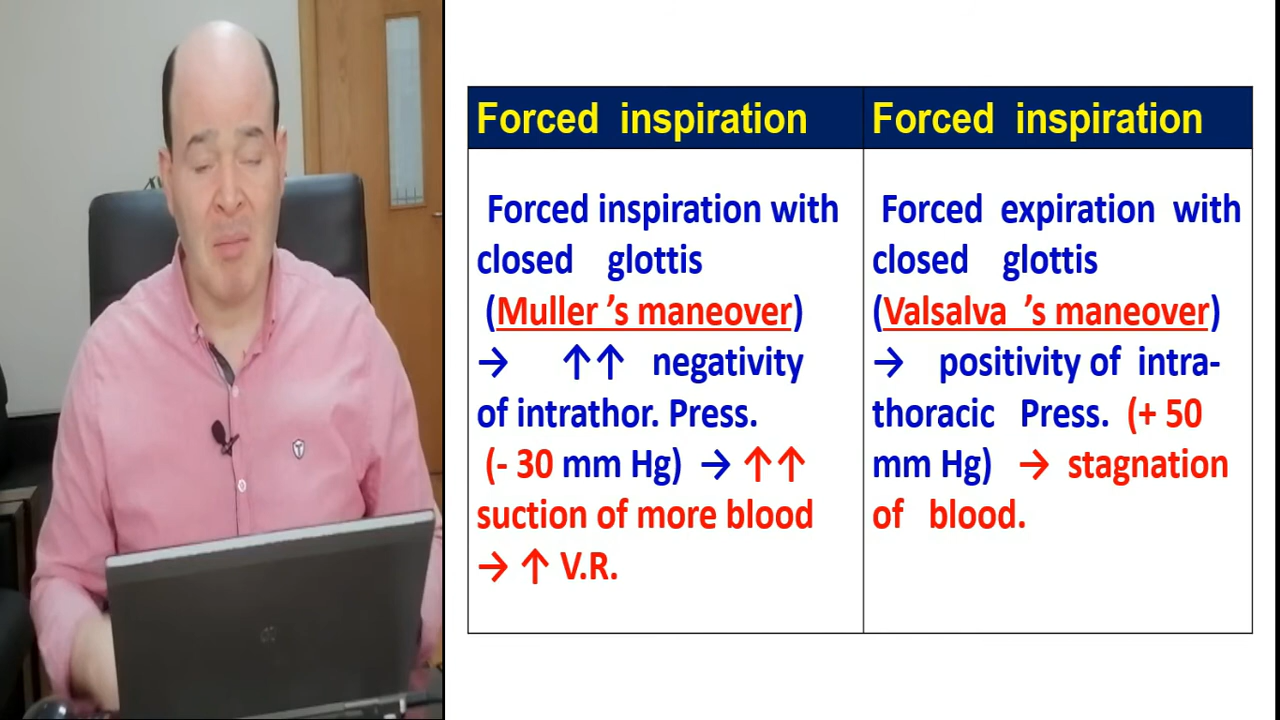 Forced inspiration
Forced inspiration with
closed glottis
(Muller ’s maneover)
→ ↑↑ negativity
of intrathor. Press.
(- 30 mm Hg) → ↑↑
suction of more blood
→ ↑ V.R.
Forced inspiration
Forced expiration with
closed glottis
(Valsalva ’s maneover)
→ positivity of intra-
thoracic Press. (+ 50
mm Hg) → stagnation
of blood.